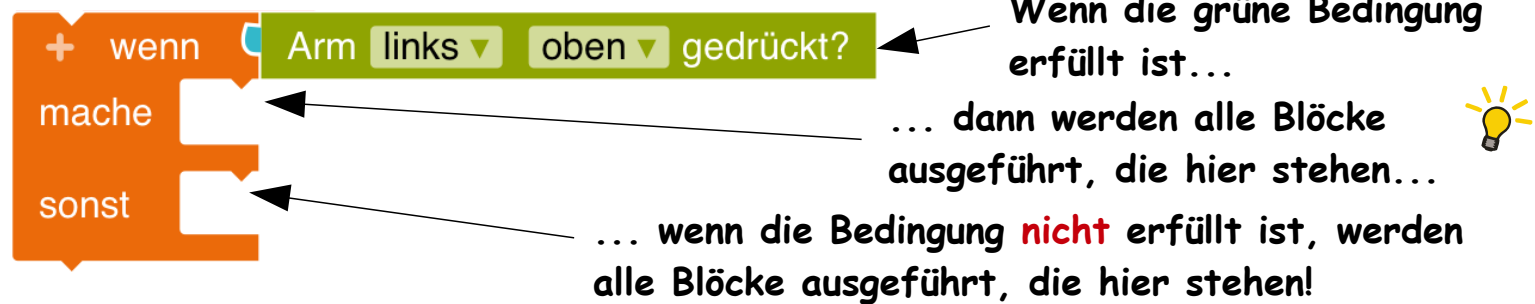 Wenn die grüne Bedingung
+ wenn Arm links ▾ oben ▾ gedrückt?
erfüllt ist...
mache
... dann werden alle Blöcke
ausgeführt, die hier stehen...
sonst
... wenn die Bedingung nicht erfüllt ist, werden
alle Blöcke ausgeführt, die hier stehen!